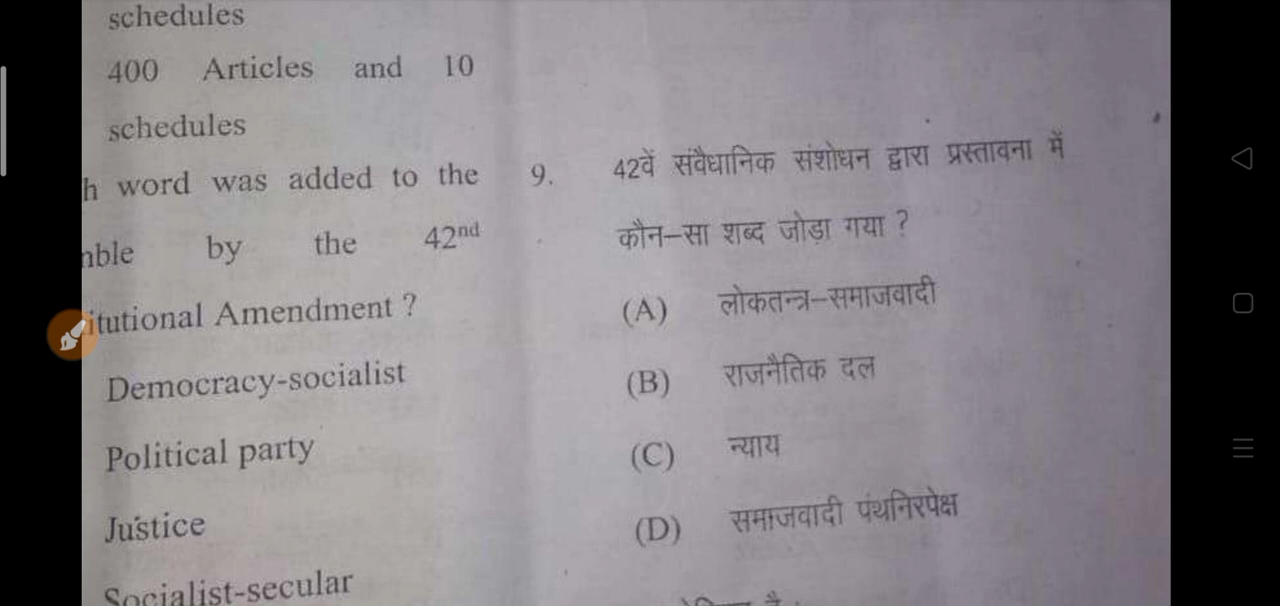 schedules
400 Articles and 10
schedules
h word was added to the
nble by the 42nd
itutional Amendment ?
Democracy-socialist
Political party
Justice
Socialist-secular
9. 42वें संवैधानिक संशोधन द्वारा प्रस्तावना में
कौन–सा शब्द जोड़ा गया ?
(A) लोकतन्त्र–समाजवादी
(B) राजनैतिक दल
(C) न्याय
(D) समाजवादी पंथनिरपेक्ष